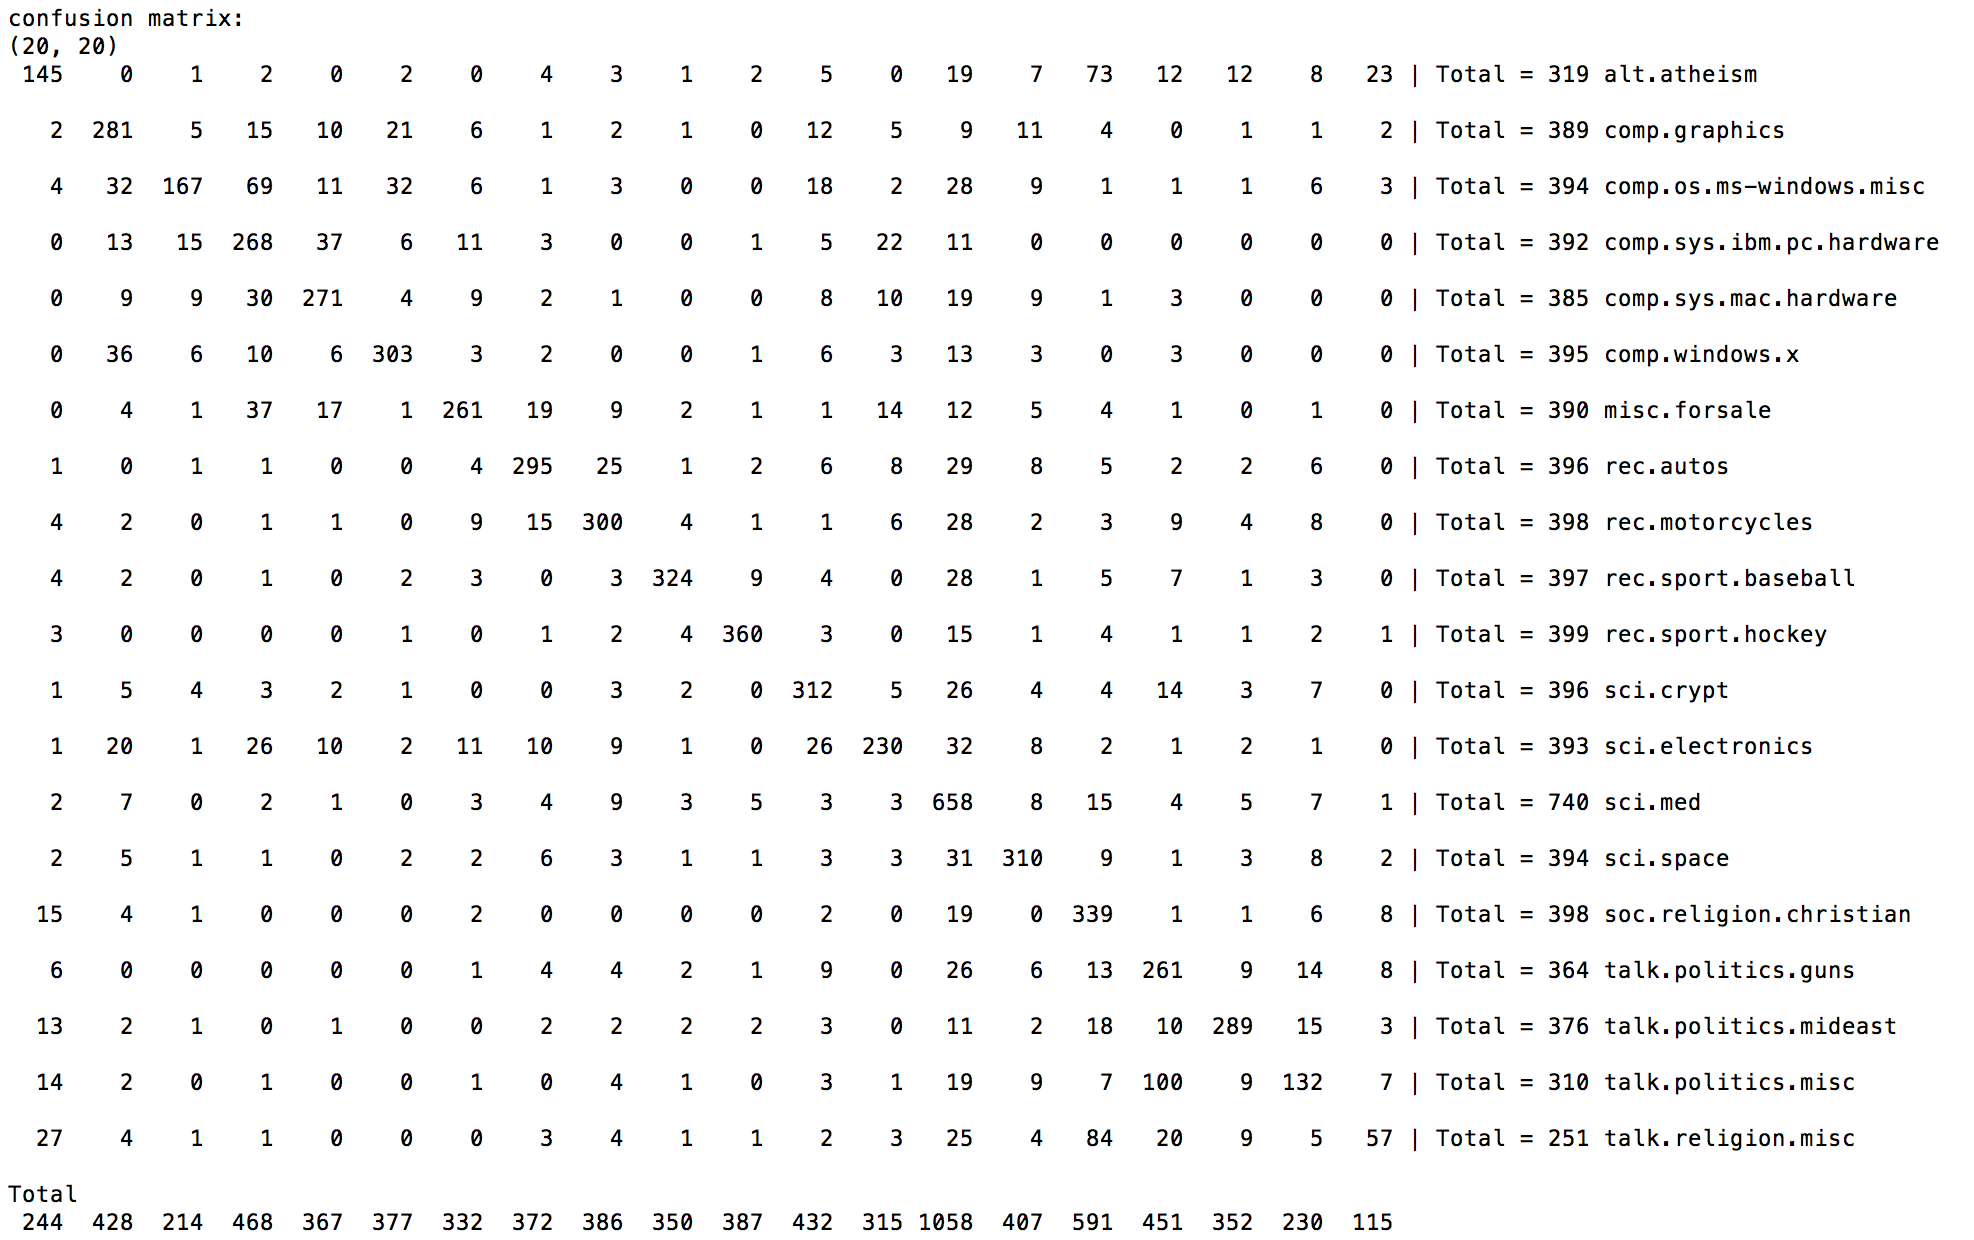 confusion matrix:
(20, 20)
145 0 1 2 0 2 0 4 3 1 2 5 0 19 7 73 12 12 8 23 | Total = 319 alt.atheism
2 281 5 15 10 21 6 1 2 1 0 12 5 9 11 4 0 1 1 2 | Total = 389 comp.graphics
4 32 167 69 11 32 6 1 3 0 0 18 2 28 9 1 1 1 6 3 | Total = 394 comp.os.ms-windows.misc
0 13 15 268 37 6 11 3 0 0 1 5 22 11 0 0 0 0 0 0 | Total = 392 comp.sys.ibm.pc.hardware
0 9 9 30 271 4 9 2 1 0 0 8 10 19 9 1 3 0 0 0 | Total = 385 comp.sys.mac.hardware
0 36 6 10 6 303 3 2 0 0 1 6 3 13 3 0 3 0 0 0 | Total = 395 comp.windows.x
0 4 1 37 17 1 261 19 9 2 1 1 14 12 5 4 1 0 1 0 | Total = 390 misc.forsale
1 0 1 1 0 0 4 295 25 1 2 6 8 29 8 5 2 2 6 0 | Total = 396 rec.autos
4 2 0 1 1 0 9 15 300 4 1 1 6 28 2 3 9 4 8 0 | Total = 398 rec.motorcycles
4 2 0 1 0 2 3 0 3 324 9 4 0 28 1 5 7 1 3 0 | Total = 397 rec.sport.baseball
3 0 0 0 0 1 0 1 2 4 360 3 0 15 1 4 1 1 2 1 | Total = 399 rec.sport.hockey
1 5 4 3 2 1 0 0 3 2 0 312 5 26 4 4 14 3 7 0 | Total = 396 sci.crypt
1 20 1 26 10 2 11 10 9 1 0 26 230 32 8 2 1 2 1 0 | Total = 393 sci.electronics
2 7 0 2 1 0 3 4 9 3 5 3 3 658 8 15 4 5 7 1 | Total = 740 sci.med
2 5 1 1 0 2 2 6 3 1 1 3 3 31 310 9 1 3 8 2 | Total = 394 sci.space
15 4 1 0 0 0 2 0 0 0 0 2 0 19 0 339 1 1 6 8 | Total = 398 soc.religion.christian
6 0 0 0 0 0 1 4 4 2 1 9 0 26 6 13 261 9 14 8 | Total = 364 talk.politics.guns
13 2 1 0 1 0 0 2 2 2 2 3 0 11 2 18 10 289 15 3 | Total = 376 talk.politics.mideast
14 2 0 1 0 0 1 0 4 1 0 3 1 19 9 7 100 9 132 7 | Total = 310 talk.politics.misc
27 4 1 1 0 0 0 3 4 1 1 2 3 25 4 84 20 9 5 57 | Total = 251 talk.religion.misc
Total
244 428 214 468 367 377 332 372 386 350 387 432 315 1058 407 591 451 352 230 115